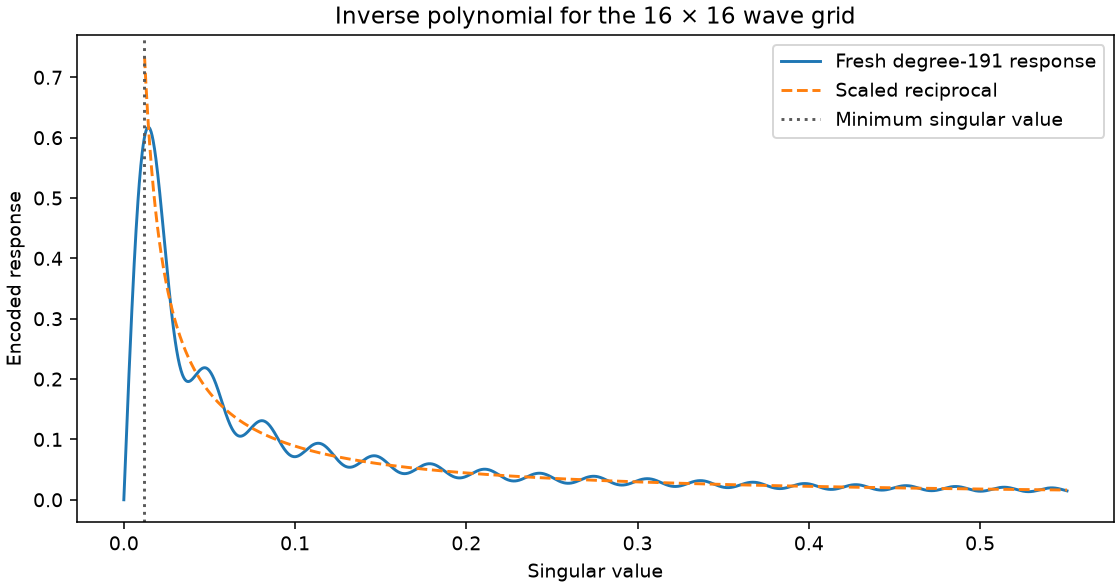 Inverse polynomial for the 16 × 16 wave grid
Fresh degree-191 response
Scaled reciprocal
Minimum singular value
Encoded response
0.7
0.6
0.5
0.4
0.3
0.2
0.1
0.0
0.0 0.1 0.2 0.3 0.4 0.5
Singular value